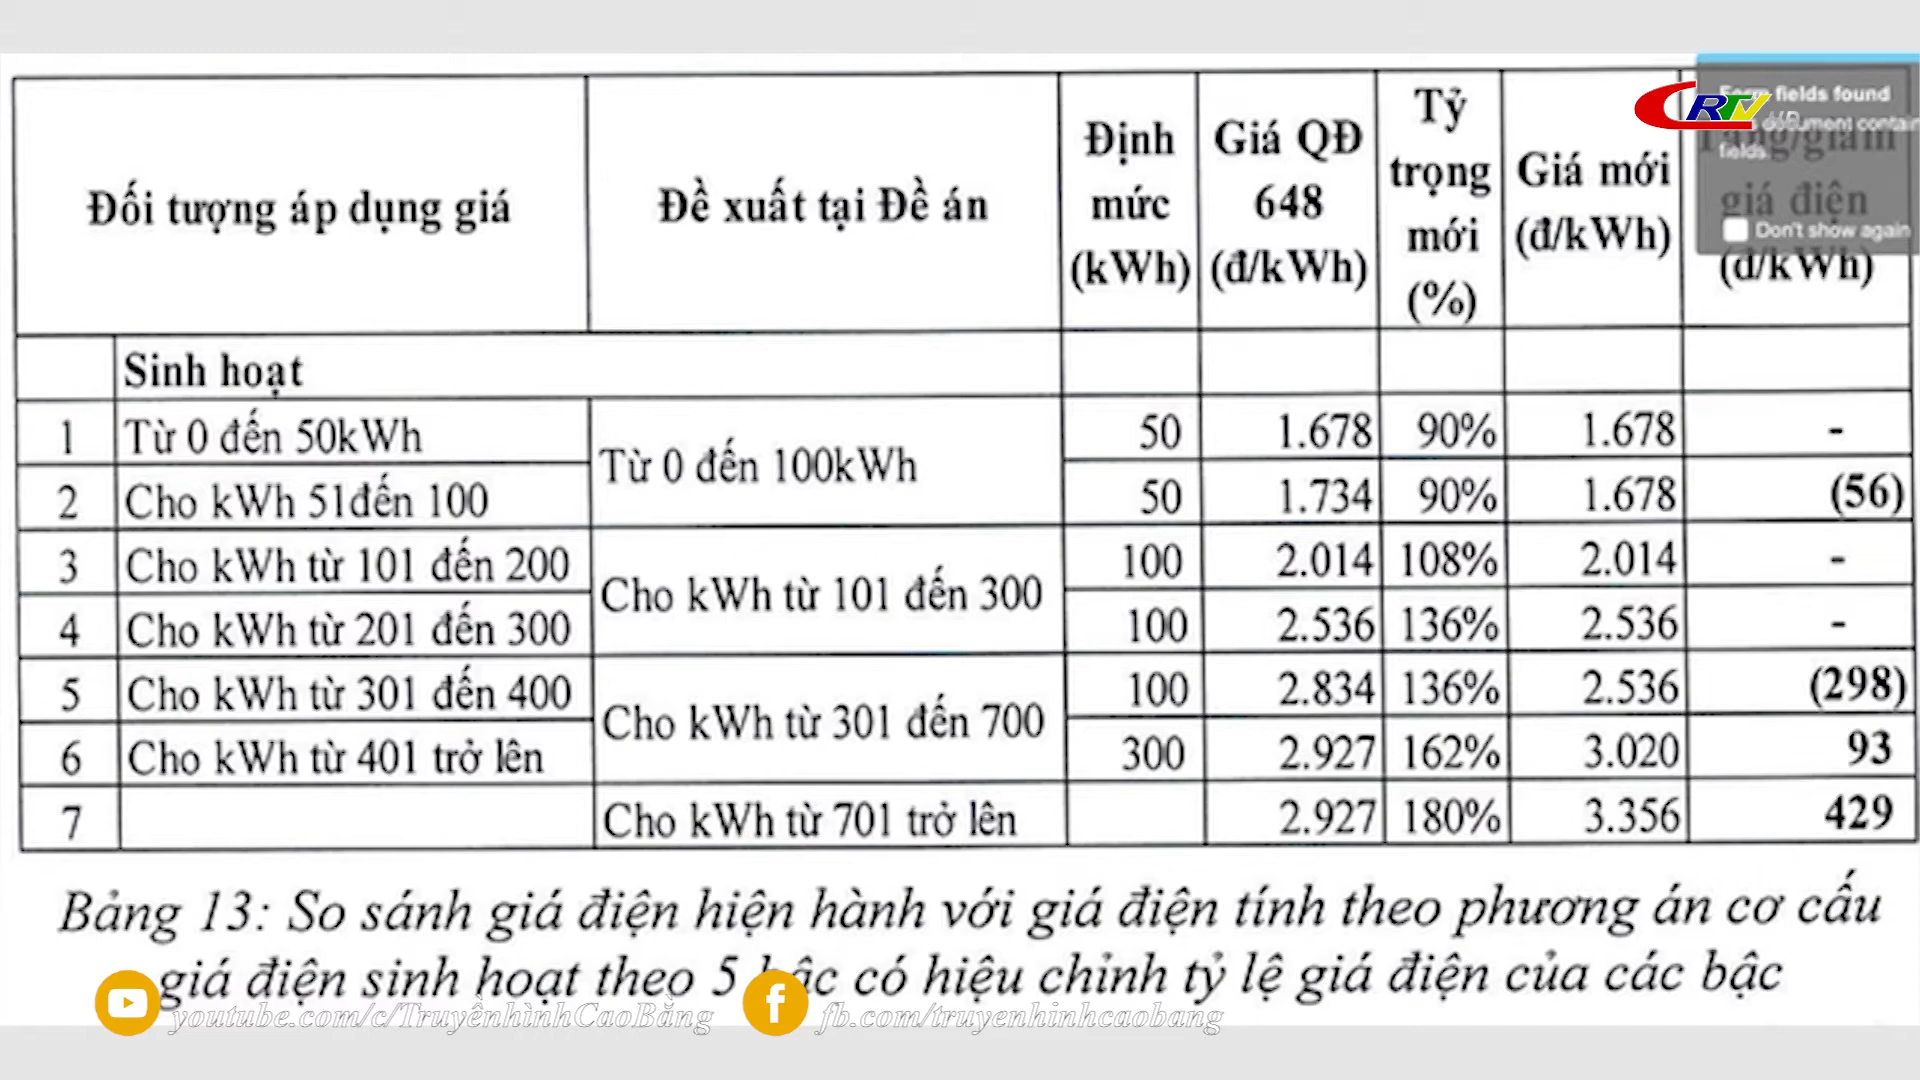 Đối tượng áp dụng giá
Đề xuất tại Đề án
Định
mức
(kWh)
Giá QĐ
648
(đ/kWh)
Tỷ
trọng
mới
(%)
Giá mới
(đ/kWh)
Tăng/giảm
giá điện
(đ/kWh)
CRTV
HD
fields found
document contain
fields
Don't show again
Sinh hoạt
1 Từ 0 đến 50kWh Từ 0 đến 100kWh 50 1.678 90% 1.678 -
2 Cho kWh 51đến 100 50 1.734 90% 1.678 (56)
3 Cho kWh từ 101 đến 200 Cho kWh từ 101 đến 300 100 2.014 108% 2.014 -
4 Cho kWh từ 201 đến 300 100 2.536 136% 2.536 -
5 Cho kWh từ 301 đến 400 Cho kWh từ 301 đến 700 100 2.834 136% 2.536 (298)
6 Cho kWh từ 401 trở lên 300 2.927 162% 3.020 93
7 Cho kWh từ 701 trở lên 2.927 180% 3.356 429
Bảng 13: So sánh giá điện hiện hành với giá điện tính theo phương án cơ cấu
giá điện sinh hoạt theo 5 bậc có hiệu chỉnh tỷ lệ giá điện của các bậc
youtube.com/c/TruyềnhìnhCaoBằng
fb.com/truyenhinhcaobang